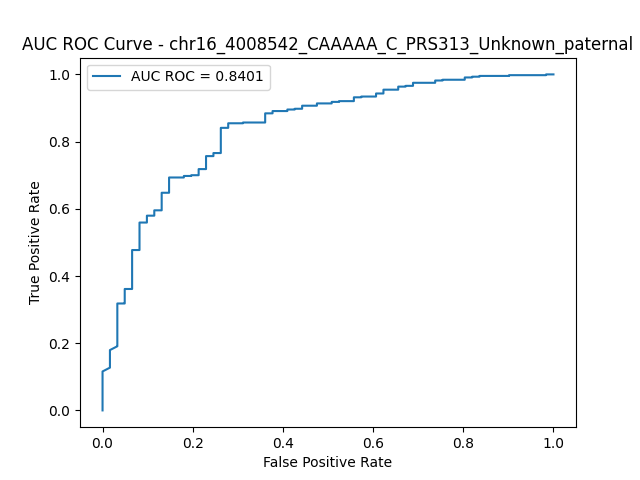 AUC ROC Curve - chr16_4008542_CAAAAA_C_PRS313_Unknown_paternal
AUC ROC = 0.8401
1.0
0.8
0.6
0.4
0.2
0.0
True Positive Rate
0.0 0.2 0.4 0.6 0.8 1.0
False Positive Rate